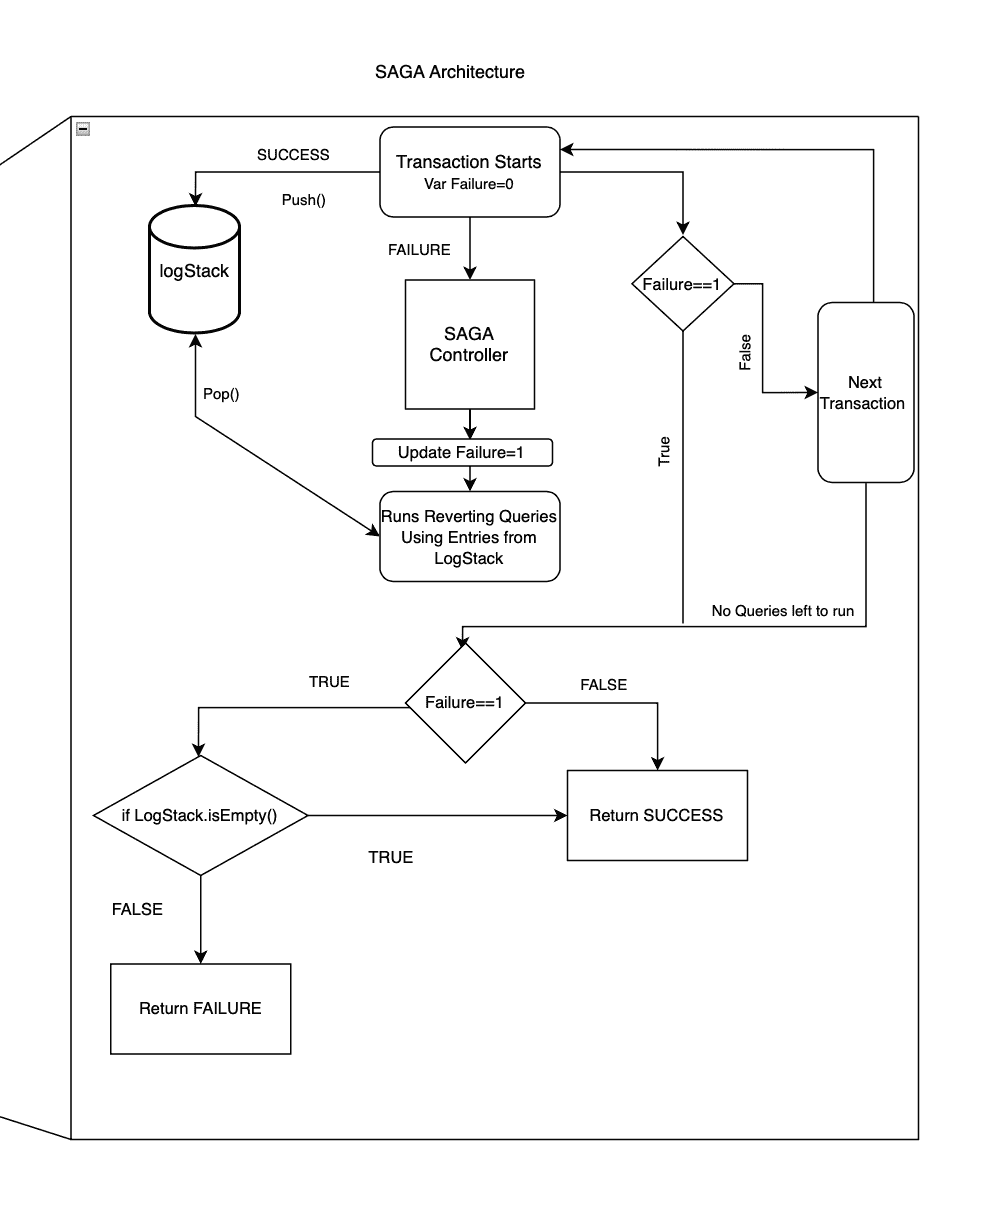 SAGA Architecture
SUCCESS
Transaction Starts
Var Failure=0
Push()
FAILURE
logStack
Failure==1
SAGA
Controller
False
Next
Transaction
Pop()
True
Update Failure=1
Runs Reverting Queries
Using Entries from
LogStack
No Queries left to run
TRUE
Failure==1
FALSE
if LogStack.isEmpty()
Return SUCCESS
TRUE
FALSE
Return FAILURE